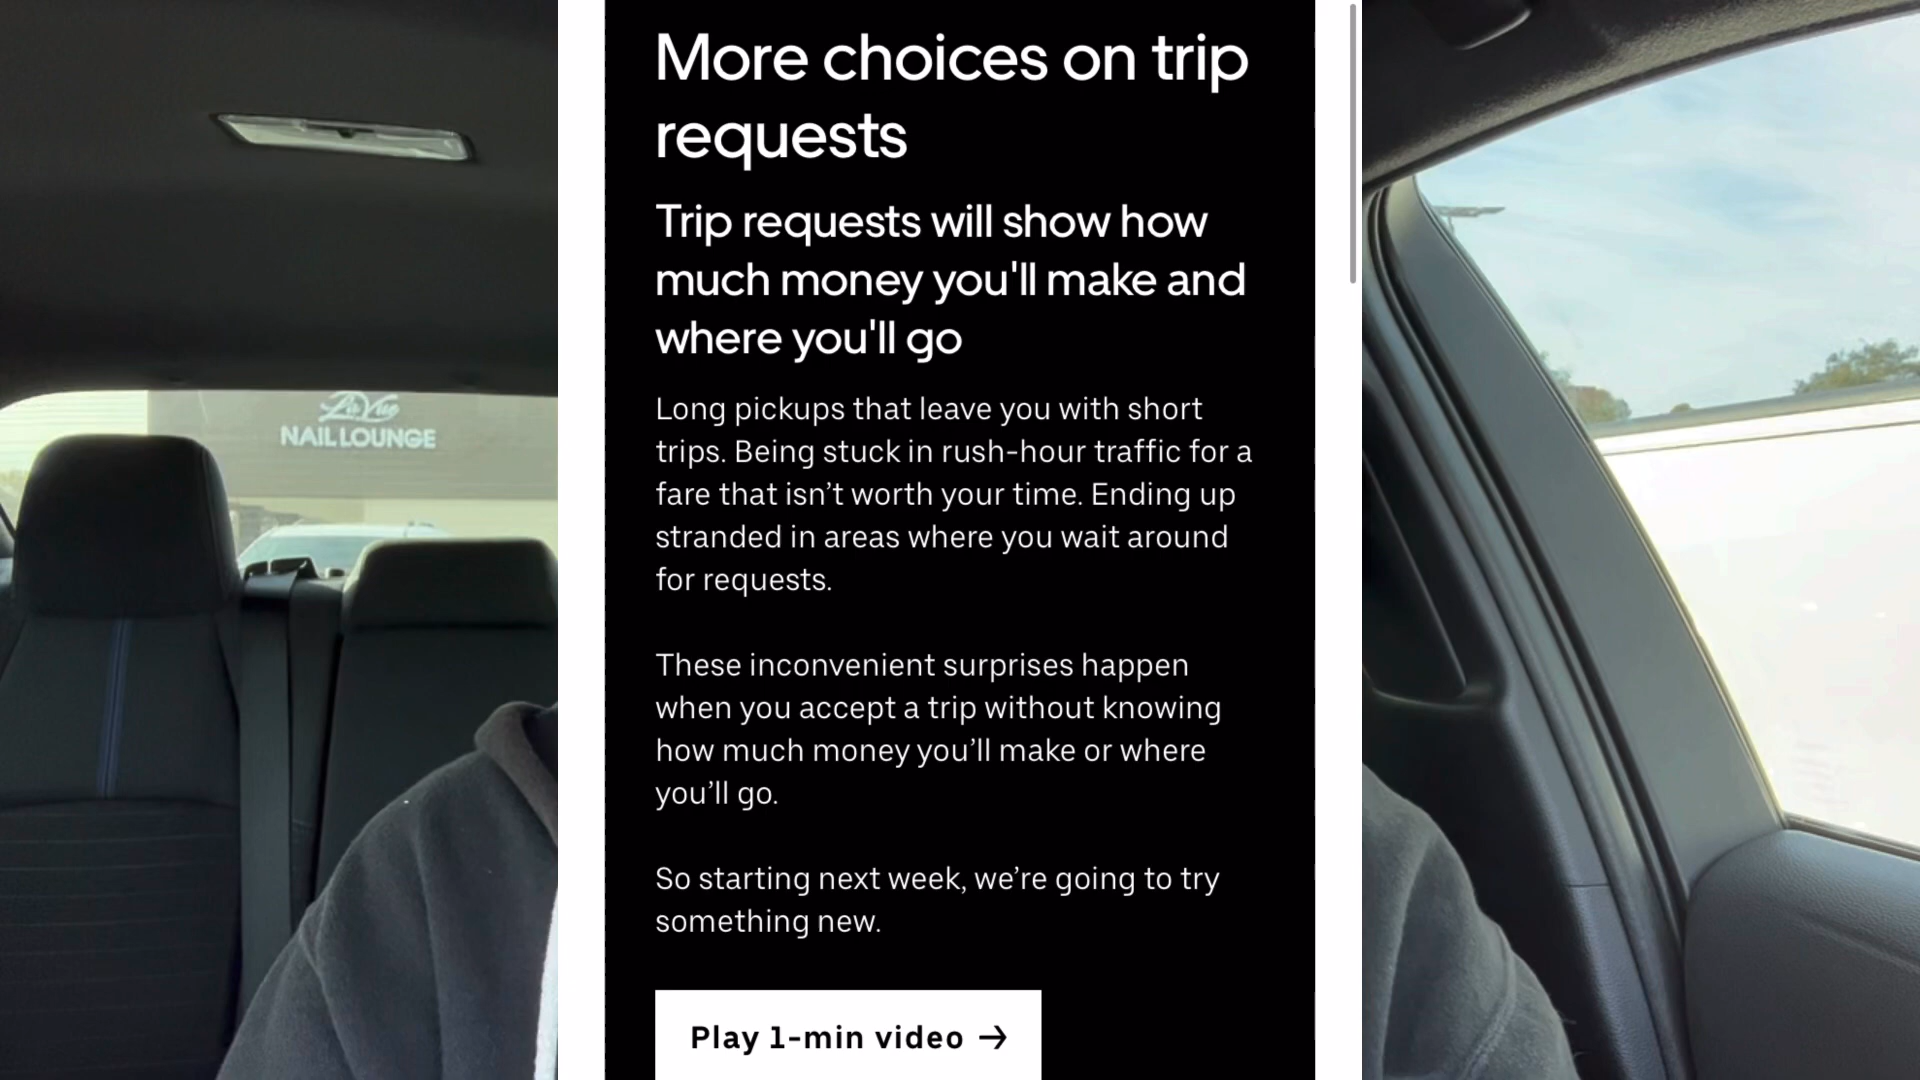 More choices on trip
requests
Trip requests will show how
much money you'll make and
where you'll go
Long pickups that leave you with short
trips. Being stuck in rush-hour traffic for a
fare that isn’t worth your time. Ending up
stranded in areas where you wait around
for requests.
These inconvenient surprises happen
when you accept a trip without knowing
how much money you’ll make or where
you’ll go.
So starting next week, we’re going to try
something new.
Play 1-min video →
La Vue
NAIL LOUNGE